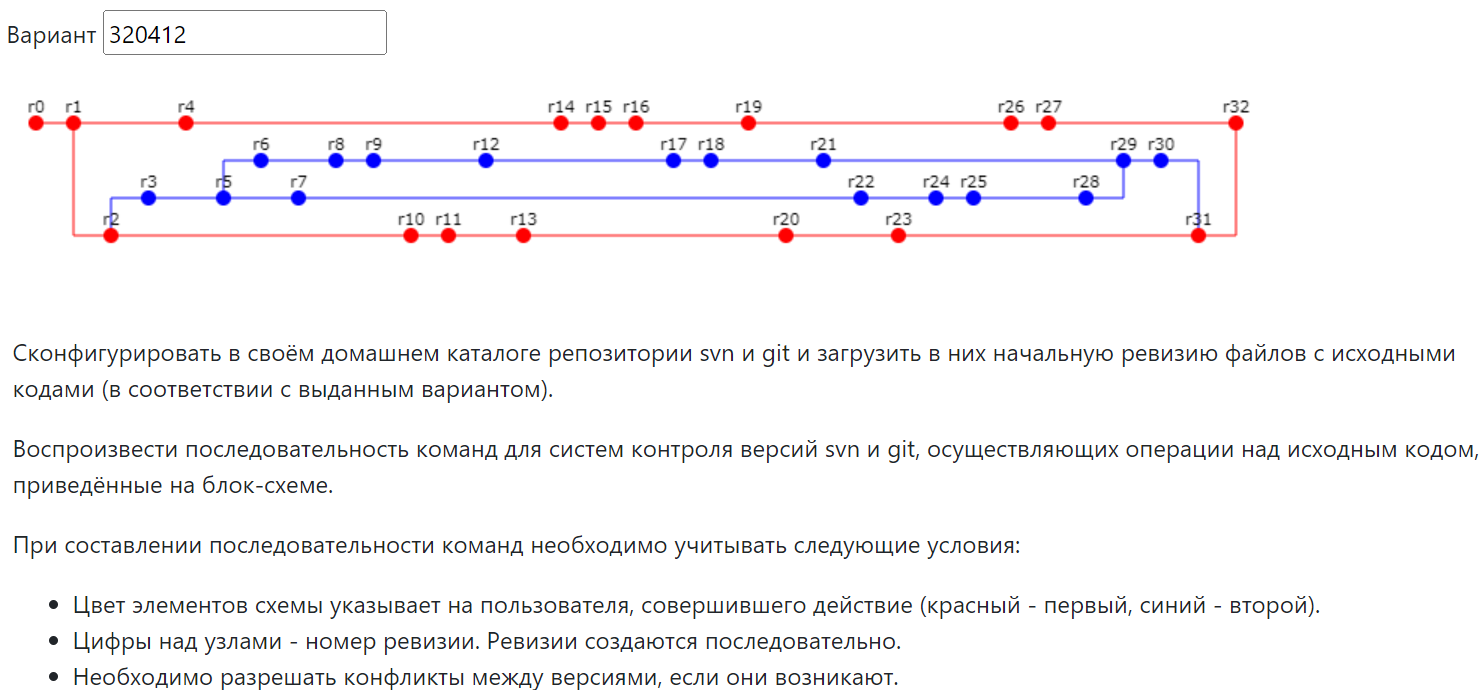 Вариант 320412
r0 r1 r4 r14 r15 r16 r19 r26 r27 r32
r6 r8 r9 r12 r17 r18 r21 r29 r30
r3 r5 r7 r22 r24 r25 r28
r2 r10 r11 r13 r20 r23 r31
Сконфигурировать в своём домашнем каталоге репозитории svn и git и загрузить в них начальную ревизию файлов с исходными
кодами (в соответствии с выданным вариантом).
Воспроизвести последовательность команд для систем контроля версий svn и git, осуществляющих операции над исходным кодом,
приведённые на блок-схеме.
При составлении последовательности команд необходимо учитывать следующие условия:
• Цвет элементов схемы указывает на пользователя, совершившего действие (красный - первый, синий - второй).
• Цифры над узлами - номер ревизии. Ревизии создаются последовательно.
• Необходимо разрешать конфликты между версиями, если они возникают.